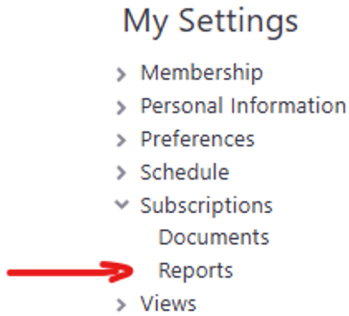 My Settings
Membership
Personal Information
Preferences
Schedule
Subscriptions
Documents
Reports
Views